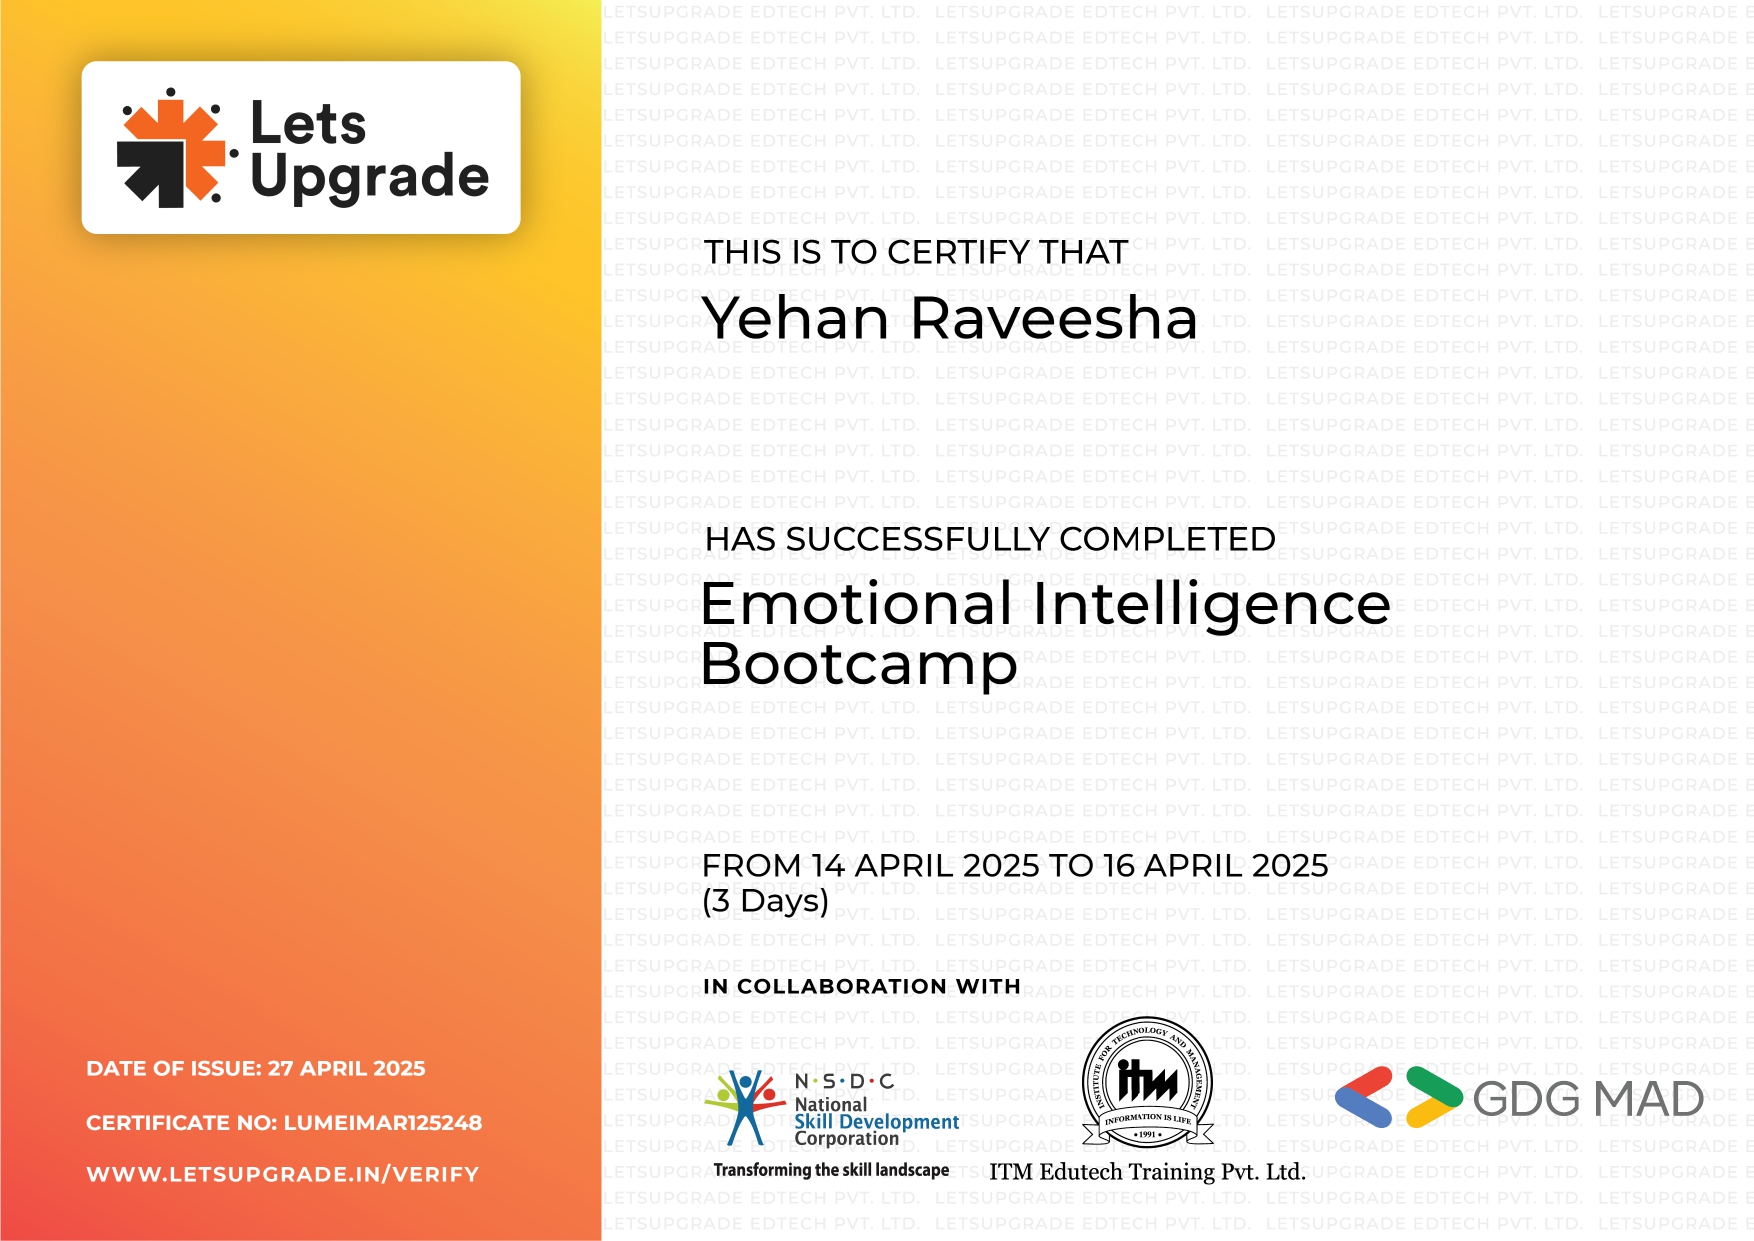 Lets
Upgrade
THIS IS TO CERTIFY THAT
Yehan Raveesha
HAS SUCCESSFULLY COMPLETED
Emotional Intelligence
Bootcamp
FROM 14 APRIL 2025 TO 16 APRIL 2025
(3 Days)
IN COLLABORATION WITH
N·S·D·C
National
Skill Development
Corporation
Transforming the skill landscape
INSTITUTE FOR TECHNOLOGY AND MANAGEMENT
itm
INFORMATION IS LIFE
• 1991 •
ITM Edutech Training Pvt. Ltd.
GDG MAD
DATE OF ISSUE: 27 APRIL 2025
CERTIFICATE NO: LUMEIMAR125248
WWW.LETSUPGRADE.IN/VERIFY
LETSUPGRADE EDTECH PVT. LTD.